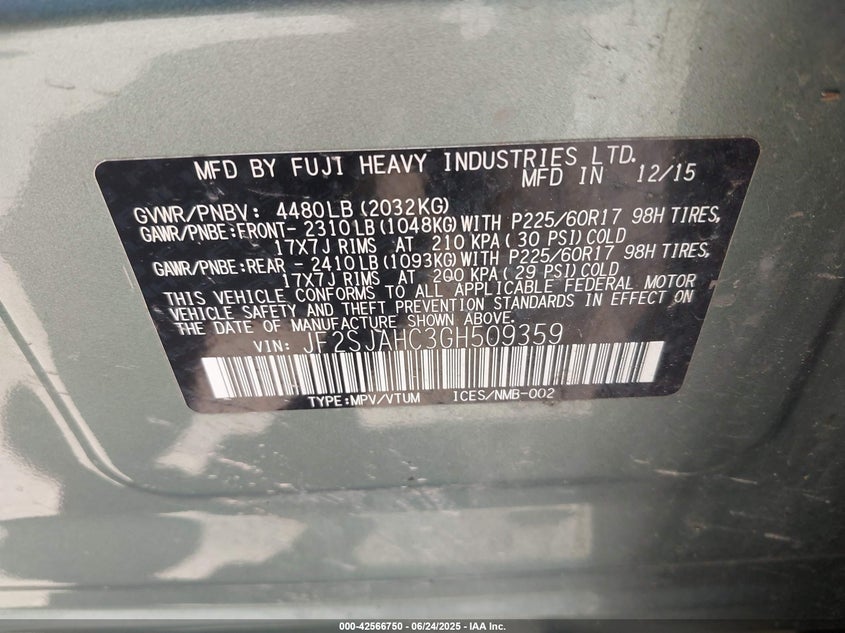 MFD BY FUJI HEAVY INDUSTRIES LTD.
MFD IN 12/15
GVWR/PNBV: 4480LB (2032KG)
GAWR/PNBE:FRONT- 2310LB (1048KG) WITH P225/60R17 98H TIRES,
17X7J RIMS AT 210 KPA ( 30 PSI) COLD
GAWR/PNBE:REAR - 2410LB (1093KG) WITH P225/60R17 98H TIRES,
17X7J RIMS AT 200 KPA ( 29 PSI) COLD
THIS VEHICLE CONFORMS TO ALL APPLICABLE FEDERAL MOTOR
VEHICLE SAFETY AND THEFT PREVENTION STANDARDS IN EFFECT ON
THE DATE OF MANUFACTURE SHOWN ABOVE.
VIN: JF2SJAHC3GH509359
TYPE:MPV/VTUM ICES/NMB-002
000-42566750 - 06/24/2025 - IAA Inc.